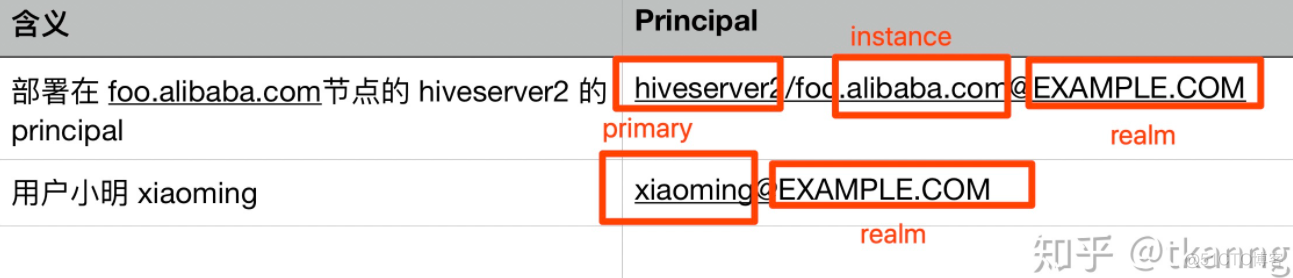 含义
Principal
instance
部署在 foo.alibaba.com节点的 hiveserver2 的
principal
hiveserver2/foo.alibaba.com@EXAMPLE.COM
primary
realm
用户小明 xiaoming
xiaoming@EXAMPLE.COM
realm
知乎 @tkanng
@51CTO博客